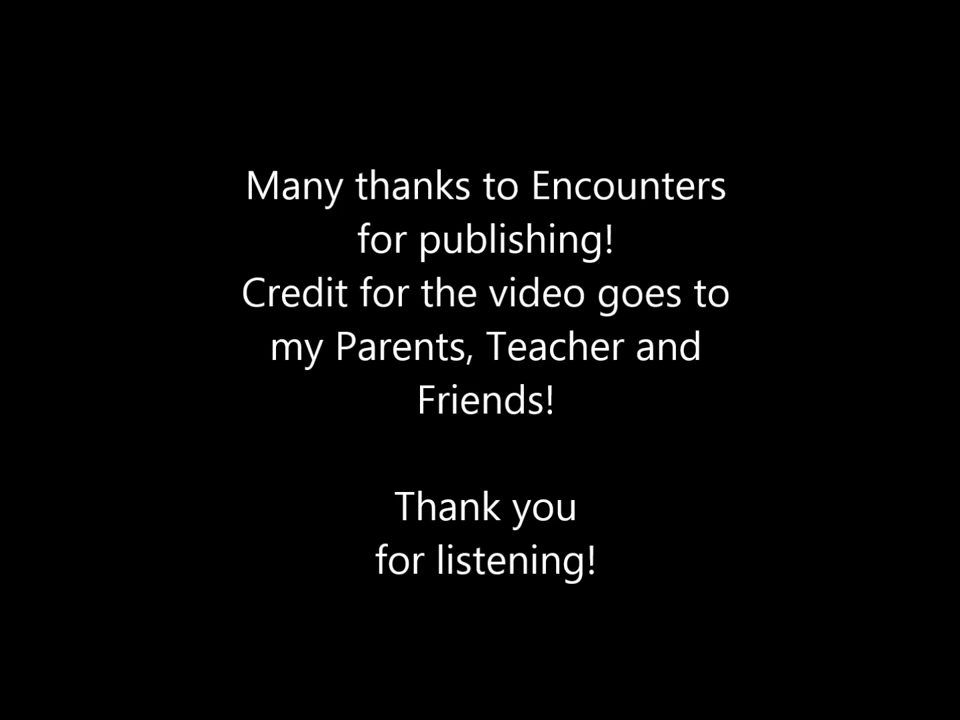 Many thanks to Encounters
for publishing!
Credit for the video goes to
my Parents, Teacher and
Friends!
Thank you
for listening!